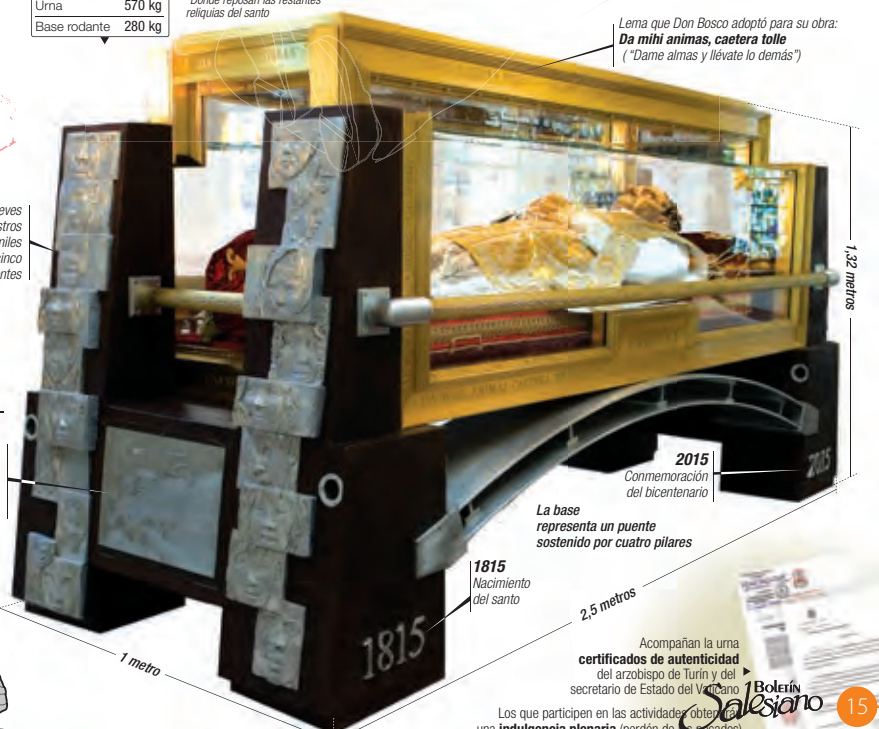 Urna 570 kg
Base rodante 280 kg
Donde reposan las restantes
reliquias del santo
Lema que Don Bosco adoptó para su obra:
Da mihi animas, caetera tolle
( "Dame almas y llévate lo demás")
1,32 metros
2015
2015
Conmemoración
del bicentenario
La base
representa un puente
sostenido por cuatro pilares
1815
Nacimiento
del santo
1815
2,5 metros
1 metro
Acompañan la urna
certificados de autenticidad
del arzobispo de Turín y del
secretario de Estado del Vaticano
Los que participen en las actividades
una indulgencia plenaria (perdón de
BOLETÍN
Salesiano
15